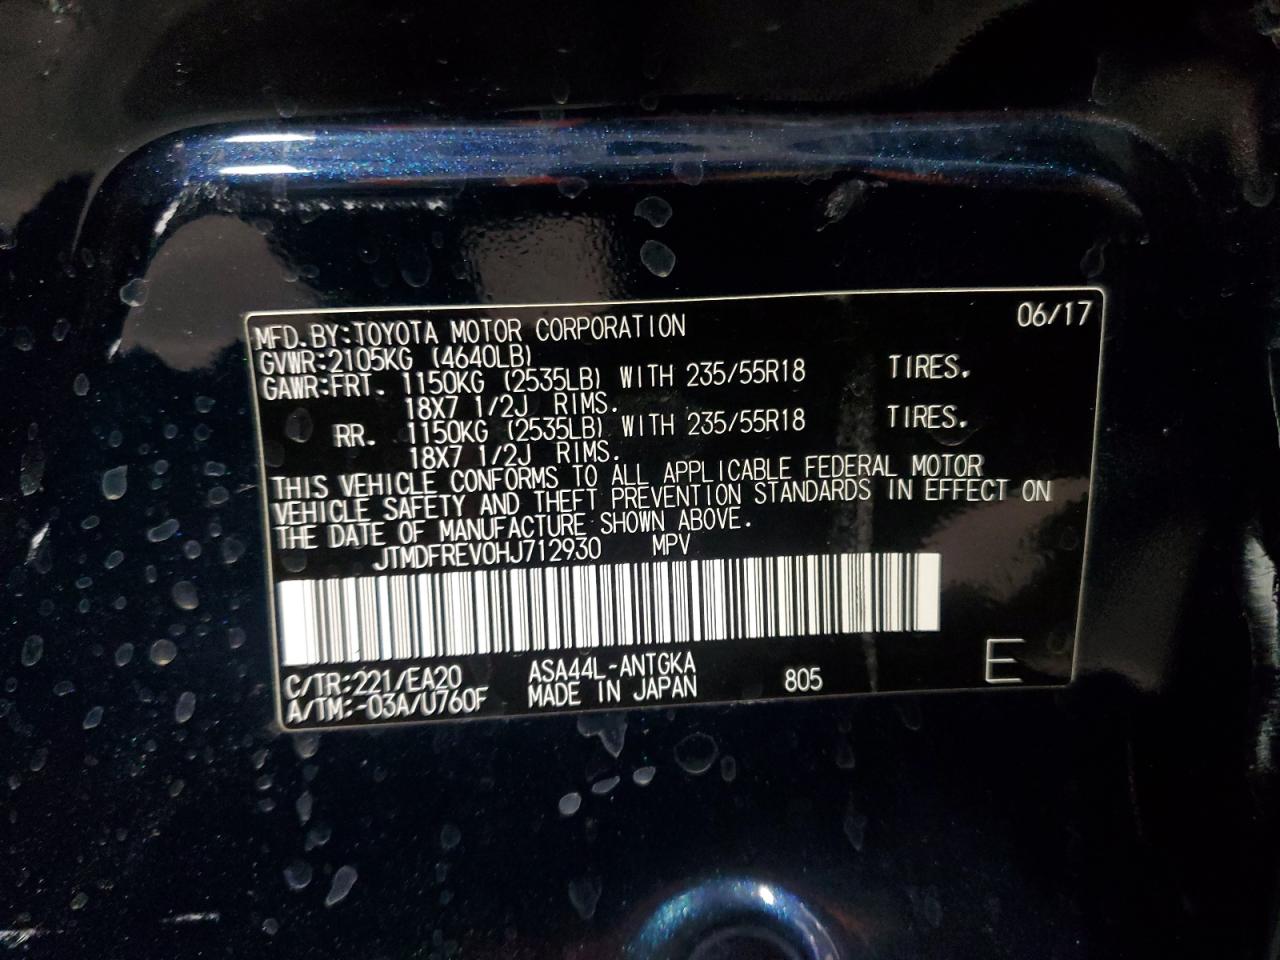 06/17
MFD.BY:TOYOTA MOTOR CORPORATION
GVWR:2105KG (4640LB)
GAWR:FRT. 1150KG (2535LB) WITH 235/55R18 TIRES.
18X7 1/2J RIMS.
RR. 1150KG (2535LB) WITH 235/55R18 TIRES.
18X7 1/2J RIMS.
THIS VEHICLE CONFORMS TO ALL APPLICABLE FEDERAL MOTOR
VEHICLE SAFETY AND THEFT PREVENTION STANDARDS IN EFFECT ON
THE DATE OF MANUFACTURE SHOWN ABOVE.
JTMDFREV0HJ712930 MPV
C/TR:221/EA20 ASA44L-ANTGKA 805 E
A/TM:-03A/U760F MADE IN JAPAN